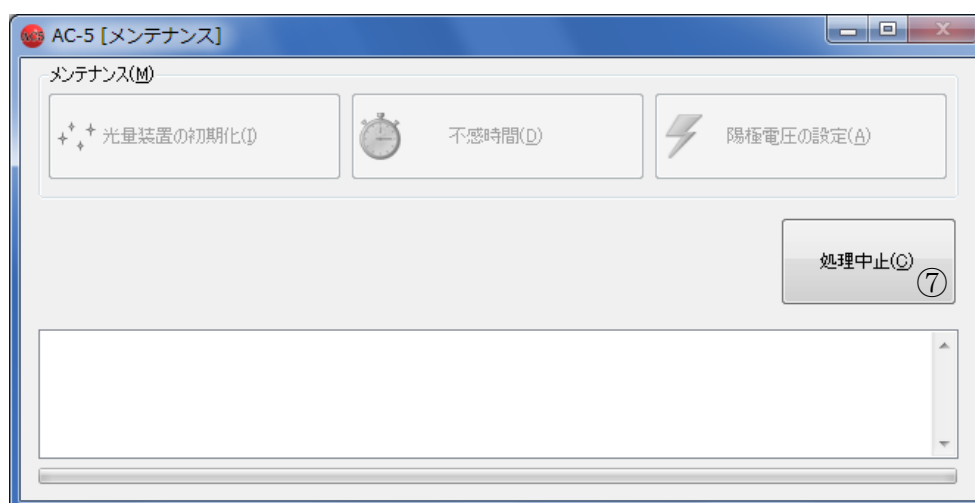 AC-5 [メンテナンス]
メンテナンス(M)
光量装置の初期化(I)
不感時間(D)
陽極電圧の設定(A)
処理中止(C)
⑦